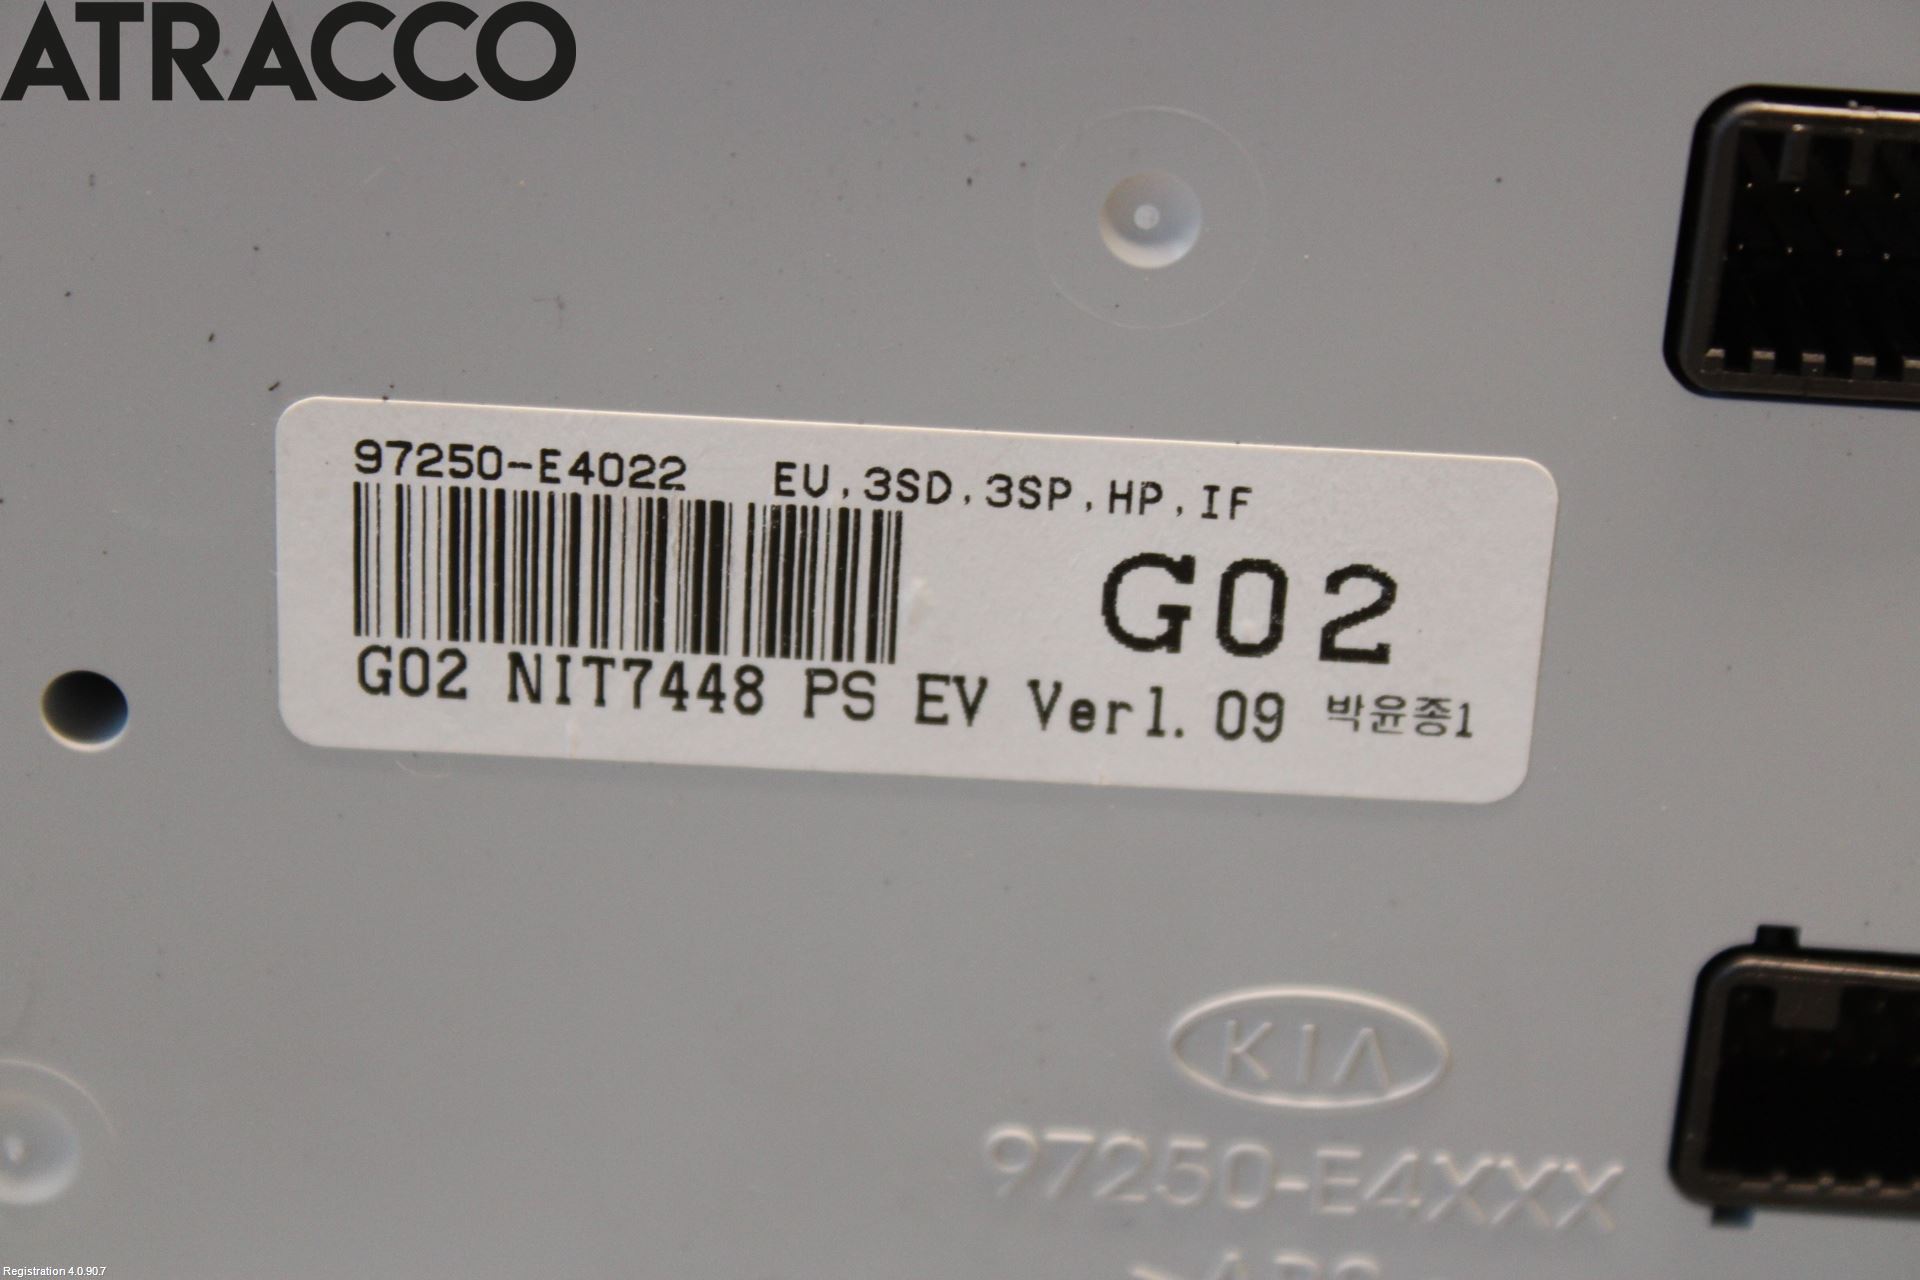 ATRACCO
97250-E4022 EU,3SD,3SP,HP,IF
G02
G02 NIT7448 PS EV Ver1.09 박윤종1
KIA
97250-E4XXX
Registration 4.0.90.7